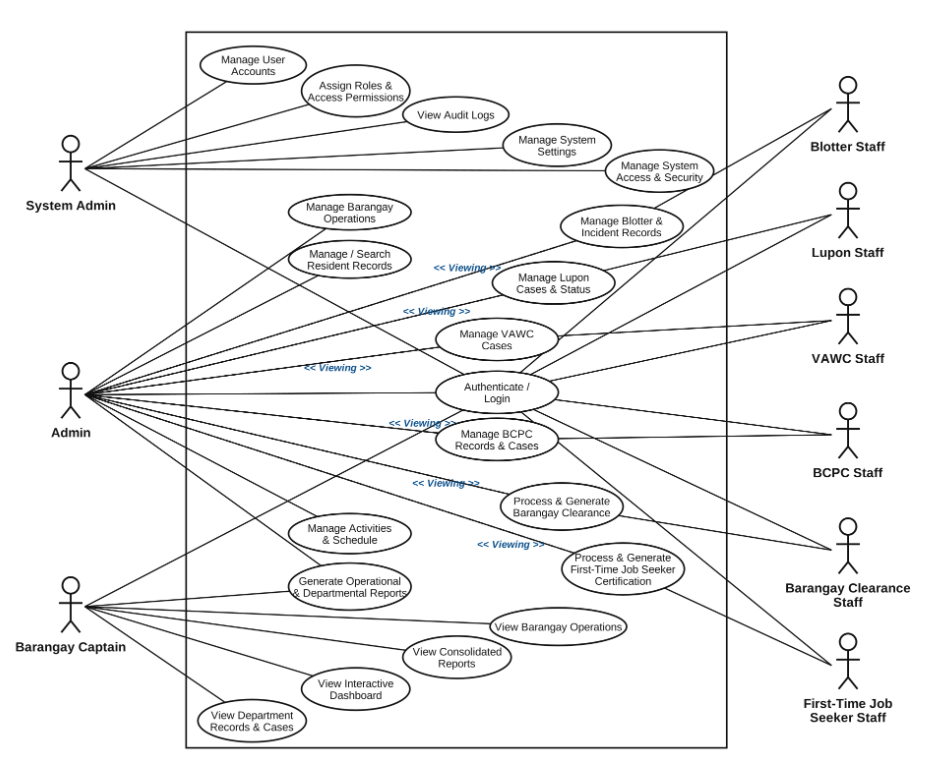 Manage User
Accounts
Assign Roles &
Access Permissions
View Audit Logs
Manage System
Settings
Manage System
Access & Security
System Admin
Blotter Staff
Manage Barangay
Operations
Manage Blotter &
Incident Records
Manage / Search
Resident Records
Lupon Staff
<< Viewing >>
Manage Lupon
Cases & Status
<< Viewing >>
Manage VAWC
Cases
VAWC Staff
<< Viewing >>
Authenticate /
Login
Admin
<< Viewing >>
Manage BCPC
Records & Cases
BCPC Staff
<< Viewing >>
Process & Generate
Barangay Clearance
Manage Activities
& Schedule
<< Viewing >>
Process & Generate
First-Time Job Seeker
Certification
Barangay Clearance
Staff
Generate Operational
& Departmental Reports
View Barangay Operations
Barangay Captain
View Consolidated
Reports
View Interactive
Dashboard
View Department
Records & Cases
First-Time Job
Seeker Staff